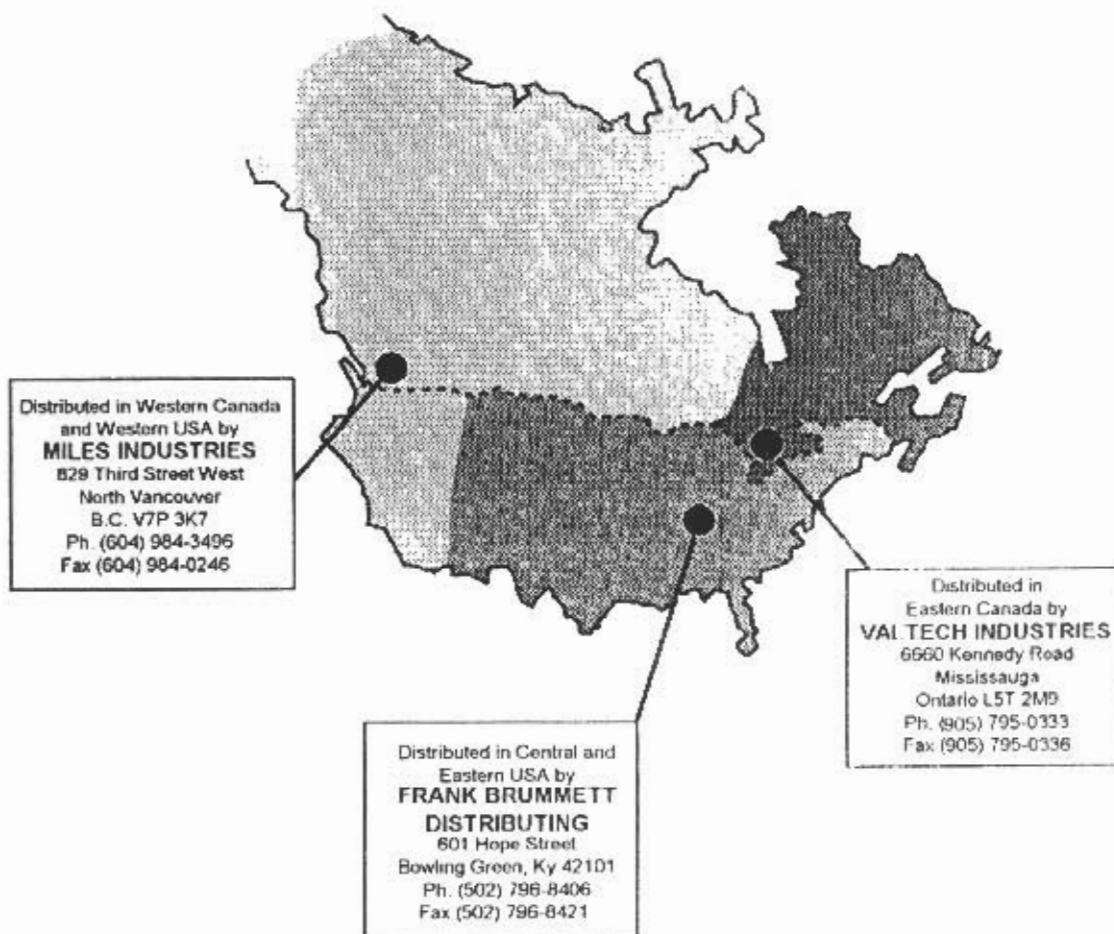 Distributed in Western Canada
and Western USA by
MILES INDUSTRIES
829 Third Street West
North Vancouver
B.C. V7P 3K7
Ph. (604) 984-3496
Fax (604) 984-0246
Distributed in Central and
Eastern USA by
FRANK BRUMMETT
DISTRIBUTING
601 Hope Street
Bowling Green, Ky 42101
Ph. (502) 796-8406
Fax (502) 796-8421
Distributed in
Eastern Canada by
VALTECH INDUSTRIES
6660 Kennedy Road
Mississauga
Ontario L5T 2M9
Ph. (905) 795-0333
Fax (905) 795-0336